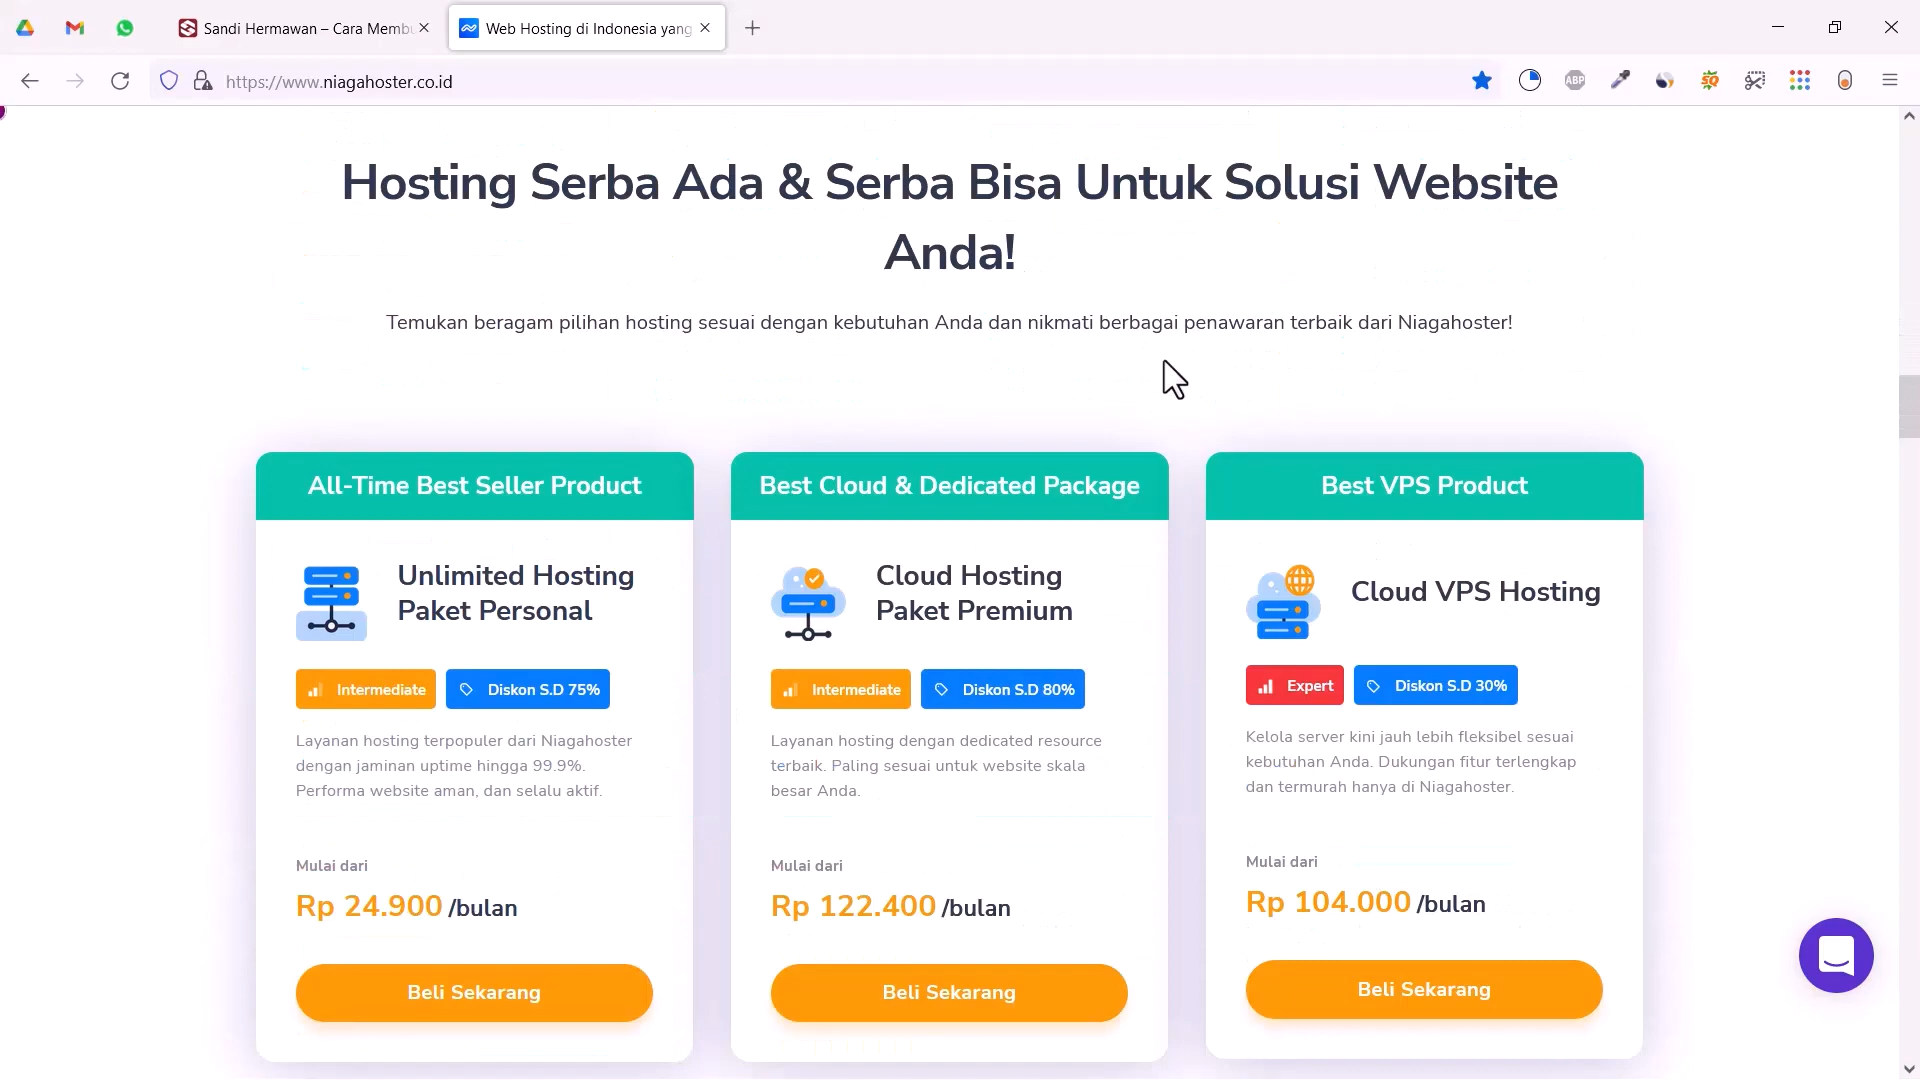 Sandi Hermawan – Cara Membu
Web Hosting di Indonesia yang
https://www.niagahoster.co.id
ABP
SQ
Hosting Serba Ada & Serba Bisa Untuk Solusi Website
Anda!
Temukan beragam pilihan hosting sesuai dengan kebutuhan Anda dan nikmati berbagai penawaran terbaik dari Niagahoster!
All-Time Best Seller Product
Unlimited Hosting
Paket Personal
Intermediate
Diskon S.D 75%
Layanan hosting terpopuler dari Niagahoster
dengan jaminan uptime hingga 99.9%.
Performa website aman, dan selalu aktif.
Mulai dari
Rp 24.900 /bulan
Beli Sekarang
Best Cloud & Dedicated Package
Cloud Hosting
Paket Premium
Intermediate
Diskon S.D 80%
Layanan hosting dengan dedicated resource
terbaik. Paling sesuai untuk website skala
besar Anda.
Mulai dari
Rp 122.400 /bulan
Beli Sekarang
Best VPS Product
Cloud VPS Hosting
Expert
Diskon S.D 30%
Kelola server kini jauh lebih fleksibel sesuai
kebutuhan Anda. Dukungan fitur terlengkap
dan termurah hanya di Niagahoster.
Mulai dari
Rp 104.000 /bulan
Beli Sekarang